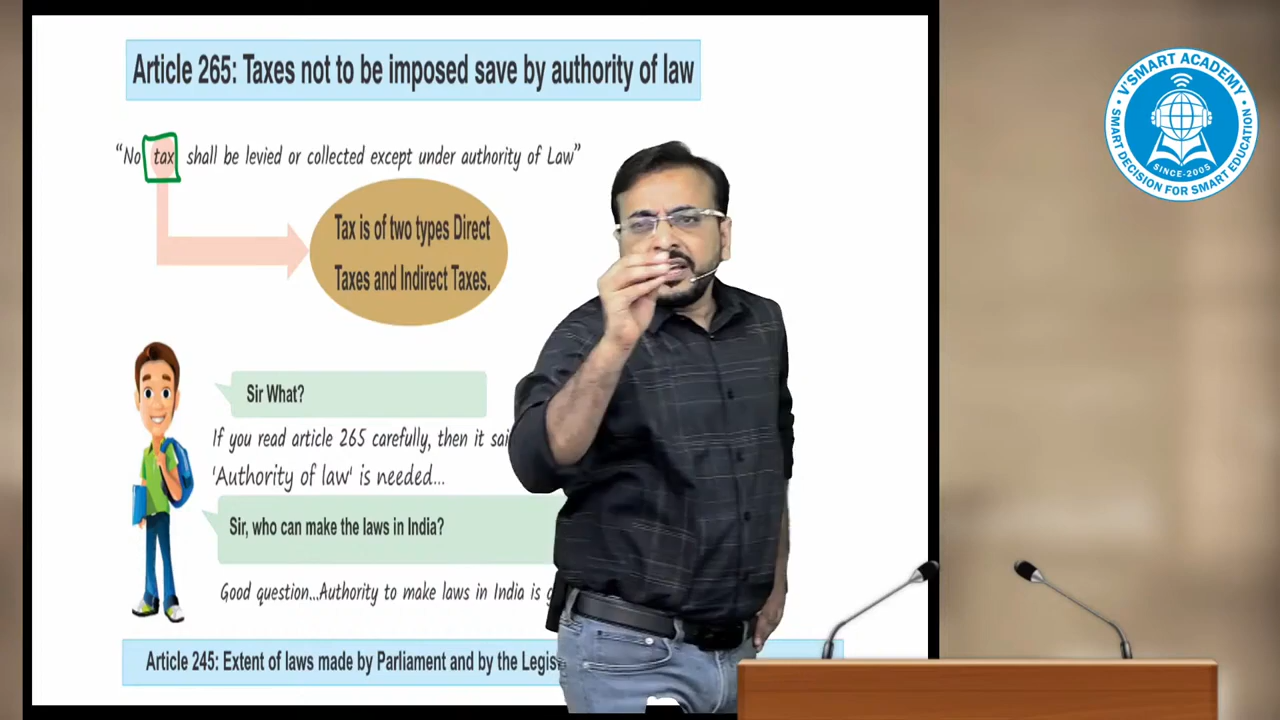 Article 265: Taxes not to be imposed save by authority of law
“No tax shall be levied or collected except under authority of Law”
Tax is of two types Direct
Taxes and Indirect Taxes.
Sir What?
If you read article 265 carefully, then it
'Authority of law' is needed...
Sir, who can make the laws in India?
Good question...Authority to make laws in India is
Article 245: Extent of laws made by Parliament and by the
V'SMART ACADEMY
SINCE-2005
SMART DECISION FOR SMART EDUCATION